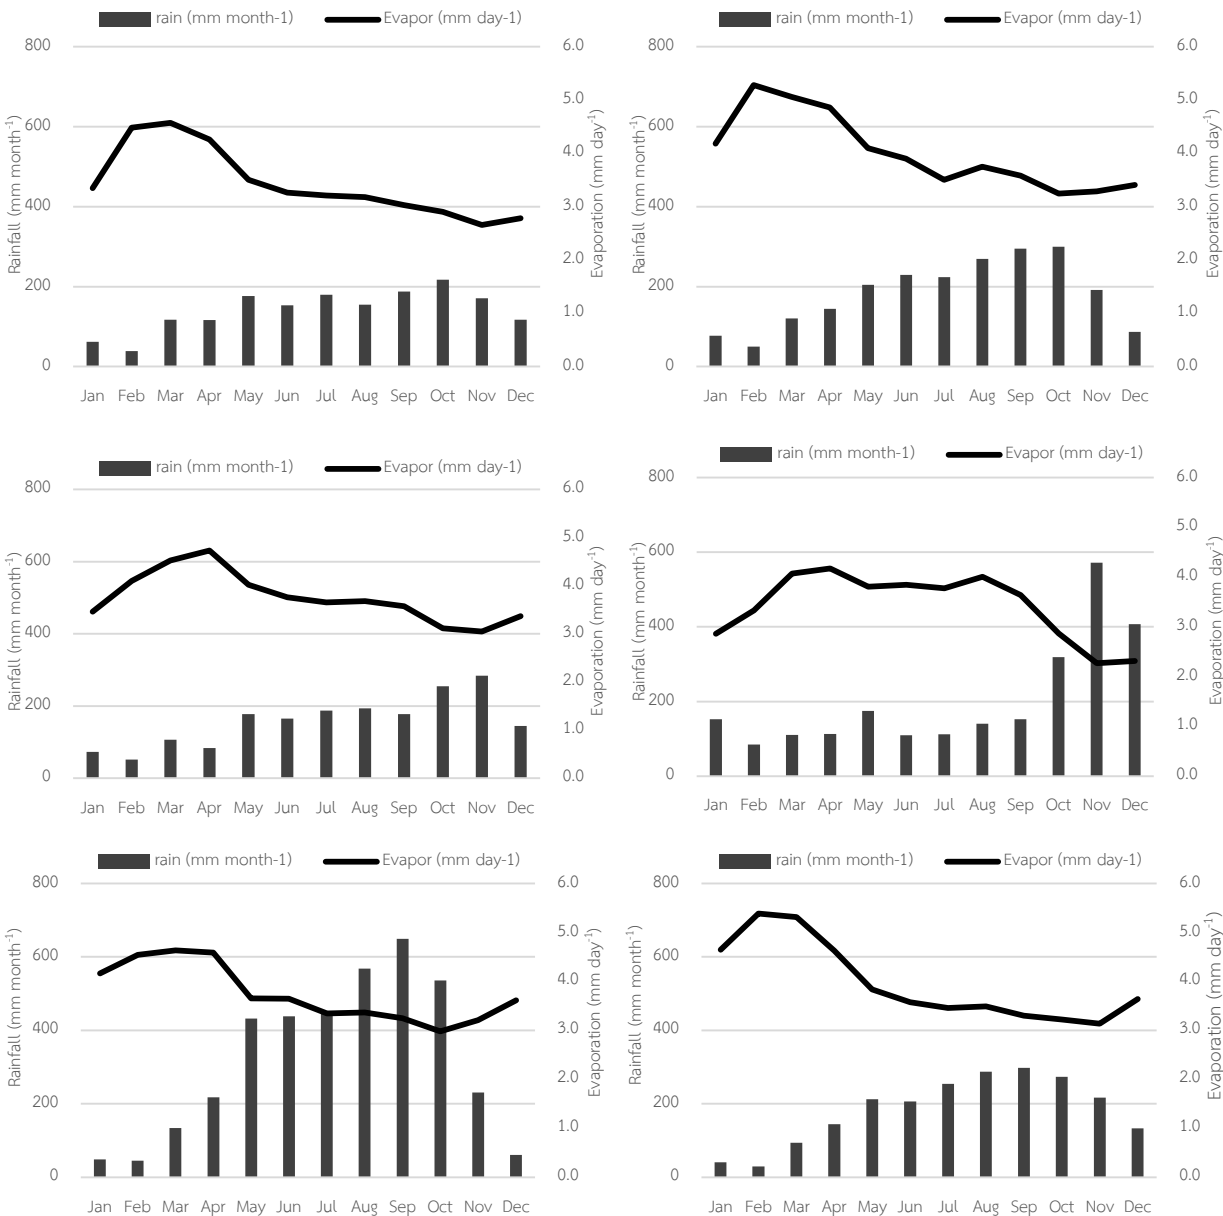 rain (mm month-1) Evapor (mm day-1)
800 6.0
5.0
600
4.0
400 3.0
2.0
200
1.0
0 0.0
Rainfall (mm month-1)
Evaporation (mm day-1)
Jan Feb Mar Apr May Jun Jul Aug Sep Oct Nov Dec
rain (mm month-1) Evapor (mm day-1)
800 6.0
5.0
600
4.0
400 3.0
2.0
200
1.0
0 0.0
Rainfall (mm month-1)
Evaporation (mm day-1)
Jan Feb Mar Apr May Jun Jul Aug Sep Oct Nov Dec
rain (mm month-1) Evapor (mm day-1)
800 6.0
5.0
600
4.0
400 3.0
2.0
200
1.0
0 0.0
Rainfall (mm month-1)
Evaporation (mm day-1)
Jan Feb Mar Apr May Jun Jul Aug Sep Oct Nov Dec
rain (mm month-1) Evapor (mm day-1)
800 6.0
5.0
600
4.0
400 3.0
2.0
200
1.0
0 0.0
Rainfall (mm month-1)
Evaporation (mm day-1)
Jan Feb Mar Apr May Jun Jul Aug Sep Oct Nov Dec
rain (mm month-1) Evapor (mm day-1)
800 6.0
5.0
600
4.0
400 3.0
2.0
200
1.0
0 0.0
Rainfall (mm month-1)
Evaporation (mm day-1)
Jan Feb Mar Apr May Jun Jul Aug Sep Oct Nov Dec
rain (mm month-1) Evapor (mm day-1)
800 6.0
5.0
600
4.0
400 3.0
2.0
200
1.0
0 0.0
Rainfall (mm month-1)
Evaporation (mm day-1)
Jan Feb Mar Apr May Jun Jul Aug Sep Oct Nov Dec